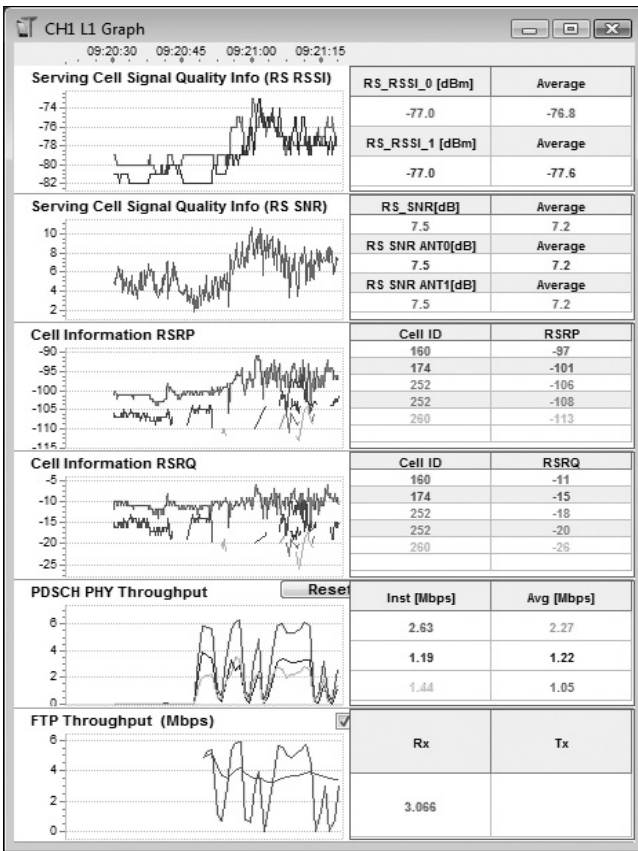 CH1 L1 Graph
09:20:30 09:20:45 09:21:00 09:21:15
Serving Cell Signal Quality Info (RS RSSI)
-74
-76
-78
-80
-82
RS_RSSI_0 [dBm] Average
-77.0 -76.8
RS_RSSI_1 [dBm] Average
-77.0 -77.6
Serving Cell Signal Quality Info (RS SNR)
10
8
6
4
2
RS_SNR[dB] Average
7.5 7.2
RS SNR ANT0[dB] Average
7.5 7.2
RS SNR ANT1[dB] Average
7.5 7.2
Cell Information RSRP
-90
-95
-100
-105
-110
-115
Cell ID RSRP
160 -97
174 -101
252 -106
252 -108
260 -113
Cell Information RSRQ
-5
-10
-15
-20
-25
Cell ID RSRQ
160 -11
174 -15
252 -18
252 -20
260 -26
PDSCH PHY Throughput Reset
6
4
2
0
Inst [Mbps] Avg [Mbps]
2.63 2.27
1.19 1.22
1.44 1.05
FTP Throughput (Mbps)
6
4
2
0
Rx Tx
3.066